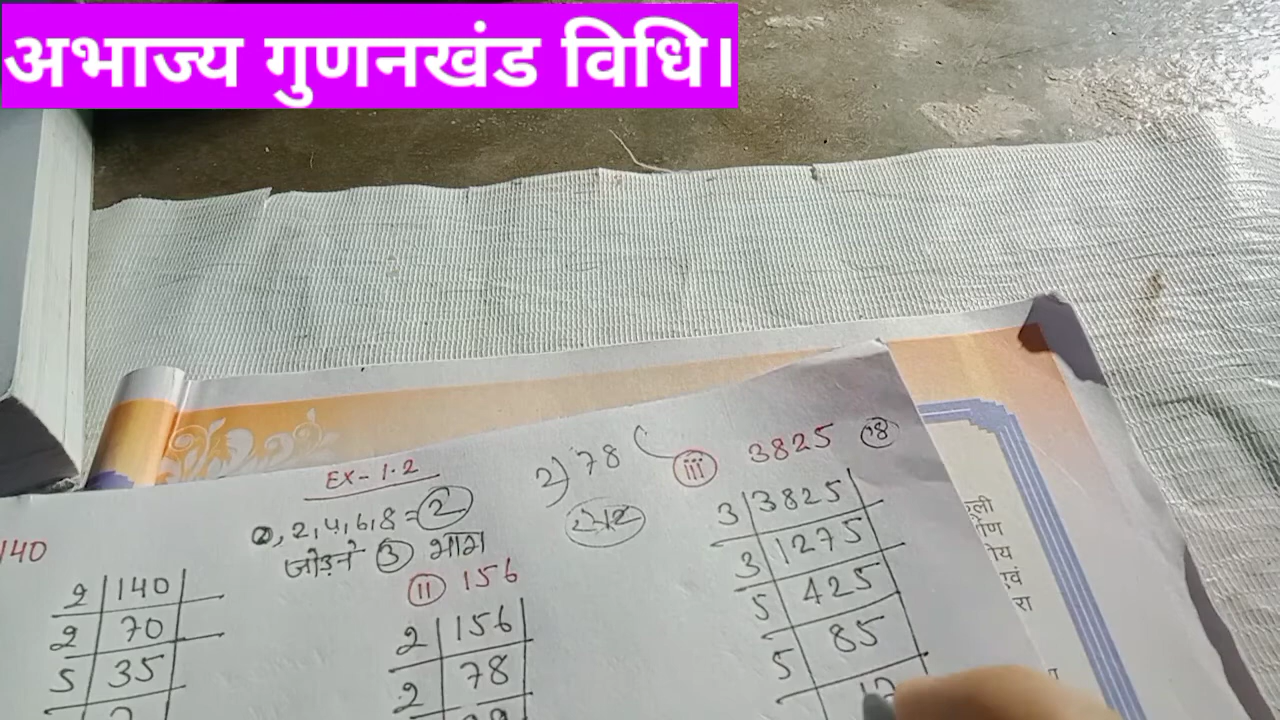 अभाज्य गुणनखंड विधि।
EX-1.2
0, 2, 4, 6, 8 = 2
जोड़ने 3 भाग
140
2 140
2 70
5 35
(ii) 156
2 156
2 78
2) 78
(iii) 3825 18
3 3825
3 1275
5 425
5 85